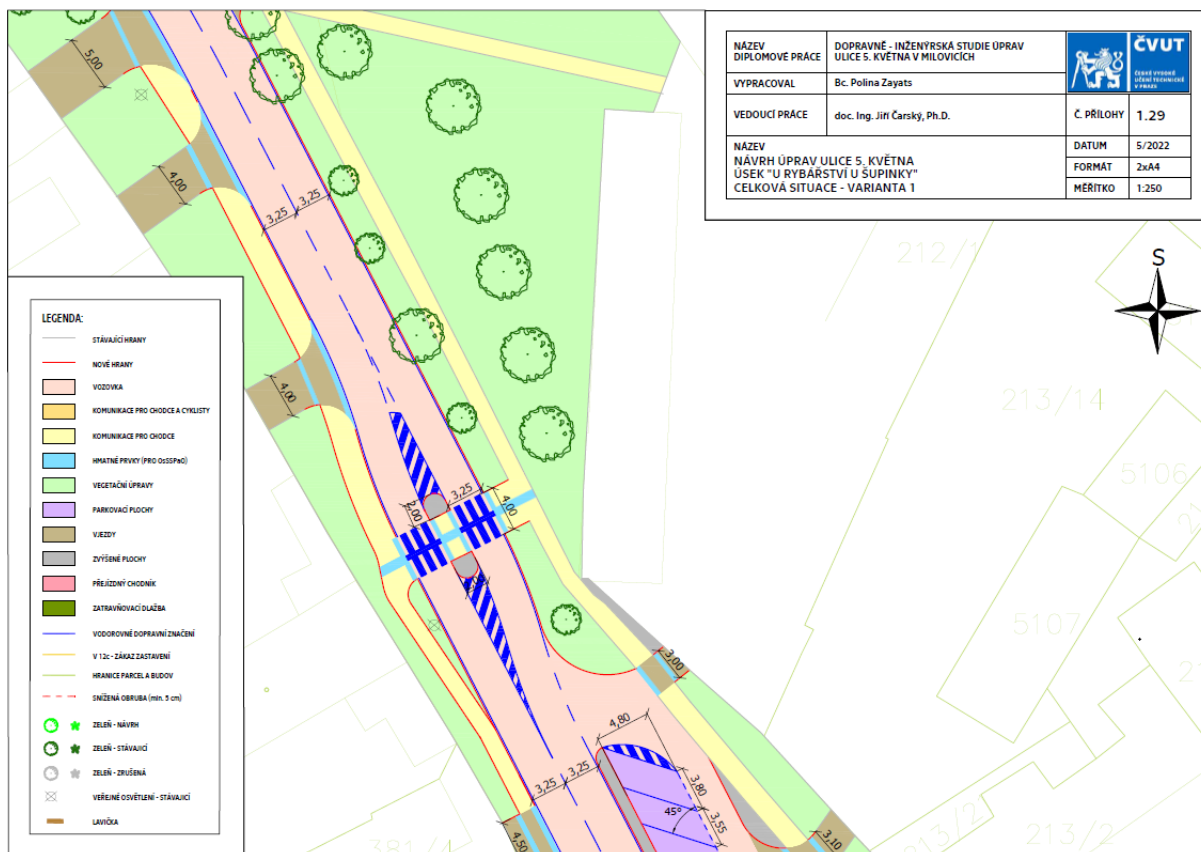 NÁZEV
DIPLOMOVÉ PRÁCE
DOPRAVNĚ - INŽENÝRSKÁ STUDIE ÚPRAV
ULICE 5. KVĚTNA V MILOVICÍCH
VYPRACOVAL
Bc. Polina Zayats
VEDOUCÍ PRÁCE
doc. Ing. Jiří Čarský, Ph.D.
ČVUT
ČESKÉ VYSOKÉ
UČENÍ TECHNICKÉ
V PRAZE
Č. PŘÍLOHY
1.29
NÁZEV
NÁVRH ÚPRAV ULICE 5. KVĚTNA
ÚSEK "U RYBÁŘSTVÍ U ŠUPINKY"
CELKOVÁ SITUACE - VARIANTA 1
DATUM
5/2022
FORMÁT
2xA4
MĚŘÍTKO
1:250
S
LEGENDA:
STÁVAJÍCÍ HRANY
NOVÉ HRANY
VOZOVKA
KOMUNIKACE PRO CHODCE A CYKLISTY
KOMUNIKACE PRO CHODCE
HMATNÉ PRVKY (PRO OsSSPaO)
VEGETAČNÍ ÚPRAVY
PARKOVACÍ PLOCHY
VJEZDY
ZVÝŠENÉ PLOCHY
PŘEJÍZDNÝ CHODNÍK
ZATRAVŇOVACÍ DLAŽBA
VODOROVNÉ DOPRAVNÍ ZNAČENÍ
V 12c - ZÁKAZ ZASTAVENÍ
HRANICE PARCEL A BUDOV
SNÍŽENÁ OBRUBA (min. 5 cm)
ZELEŇ - NÁVRH
ZELEŇ - STÁVAJÍCÍ
ZELEŇ - ZRUŠENÁ
VEŘEJNÉ OSVĚTLENÍ - STÁVAJÍCÍ
LAVIČKA
5,00
4,00
3,25
3,25
4,00
3,25
2,00
4,00
3,00
4,80
3,25
3,25
3,80
3,55
45°
4,50
3,10
212/1
213/14
5106
5107
213/2
213/2
381/4